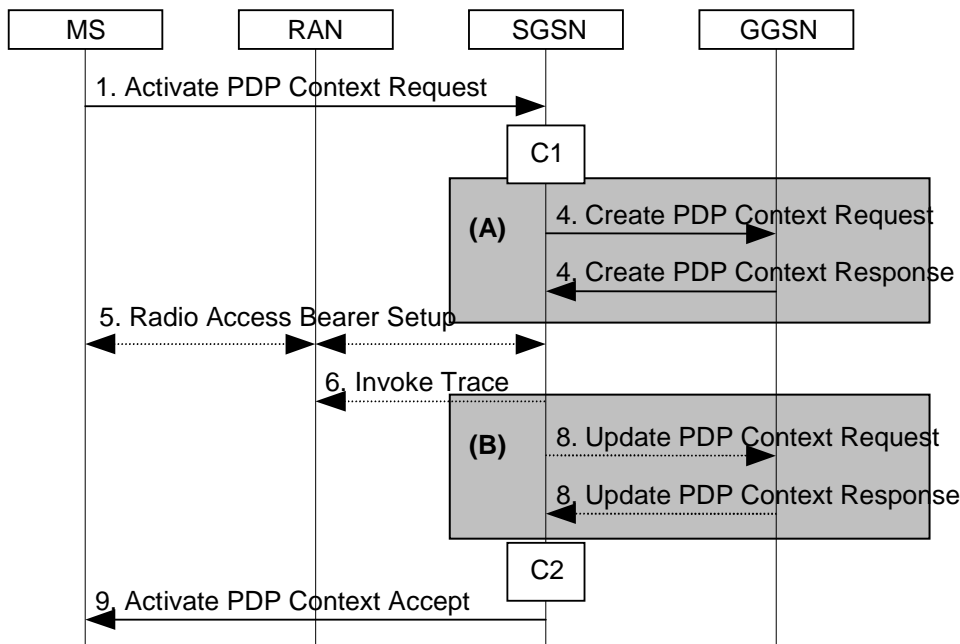 MS RAN SGSN GGSN
1. Activate PDP Context Request
C1
(A)
4. Create PDP Context Request
4. Create PDP Context Response
5. Radio Access Bearer Setup
6. Invoke Trace
(B)
8. Update PDP Context Request
8. Update PDP Context Response
C2
9. Activate PDP Context Accept